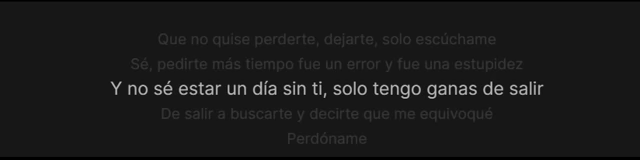 Que no quise perderte, dejarte, solo escúchame
Sé, pedirte más tiempo fue un error y fue una estupidez
Y no sé estar un día sin ti, solo tengo ganas de salir
De salir a buscarte y decirte que me equivoqué
Perdóname